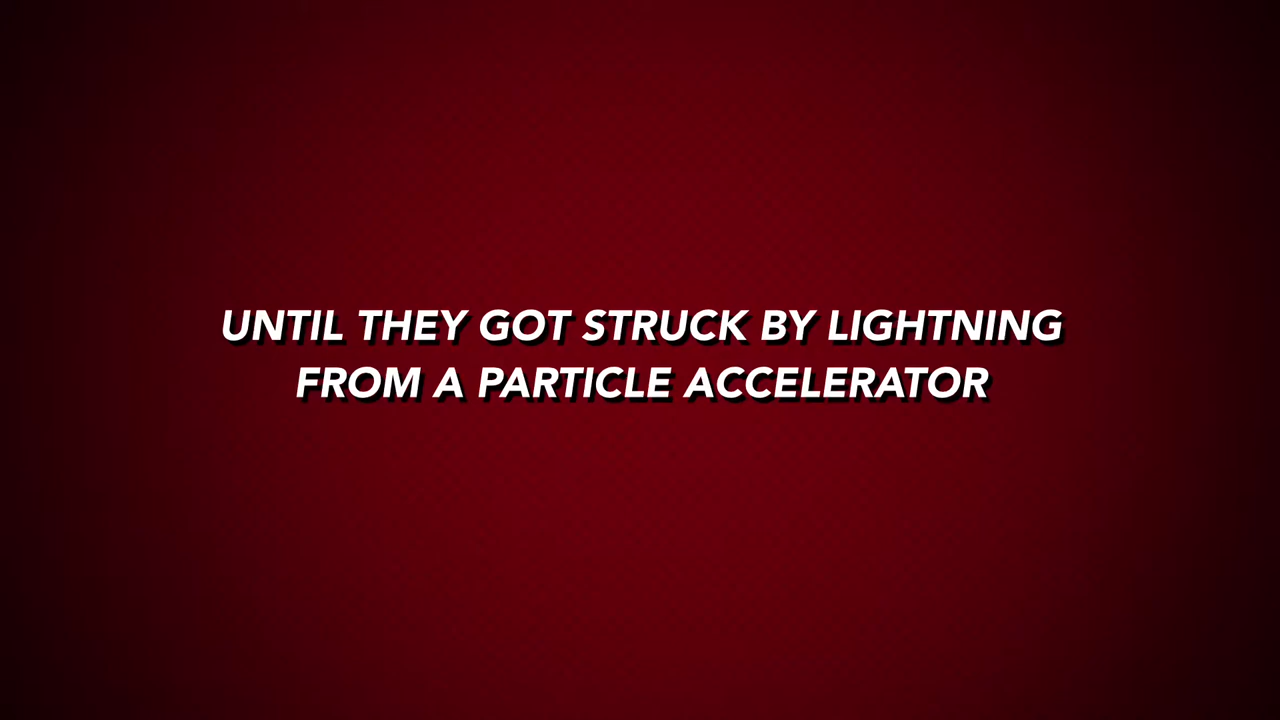 UNTIL THEY GOT STRUCK BY LIGHTNING
FROM A PARTICLE ACCELERATOR